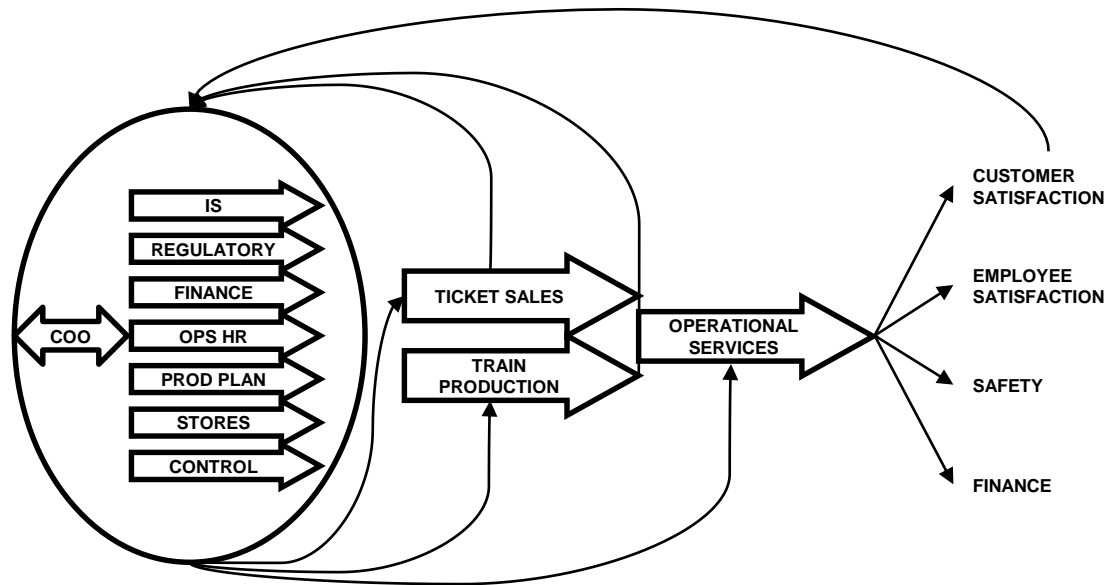 IS
REGULATORY
FINANCE
COO
OPS HR
PROD PLAN
STORES
CONTROL
TICKET SALES
TRAIN
PRODUCTION
OPERATIONAL
SERVICES
CUSTOMER
SATISFACTION
EMPLOYEE
SATISFACTION
SAFETY
FINANCE